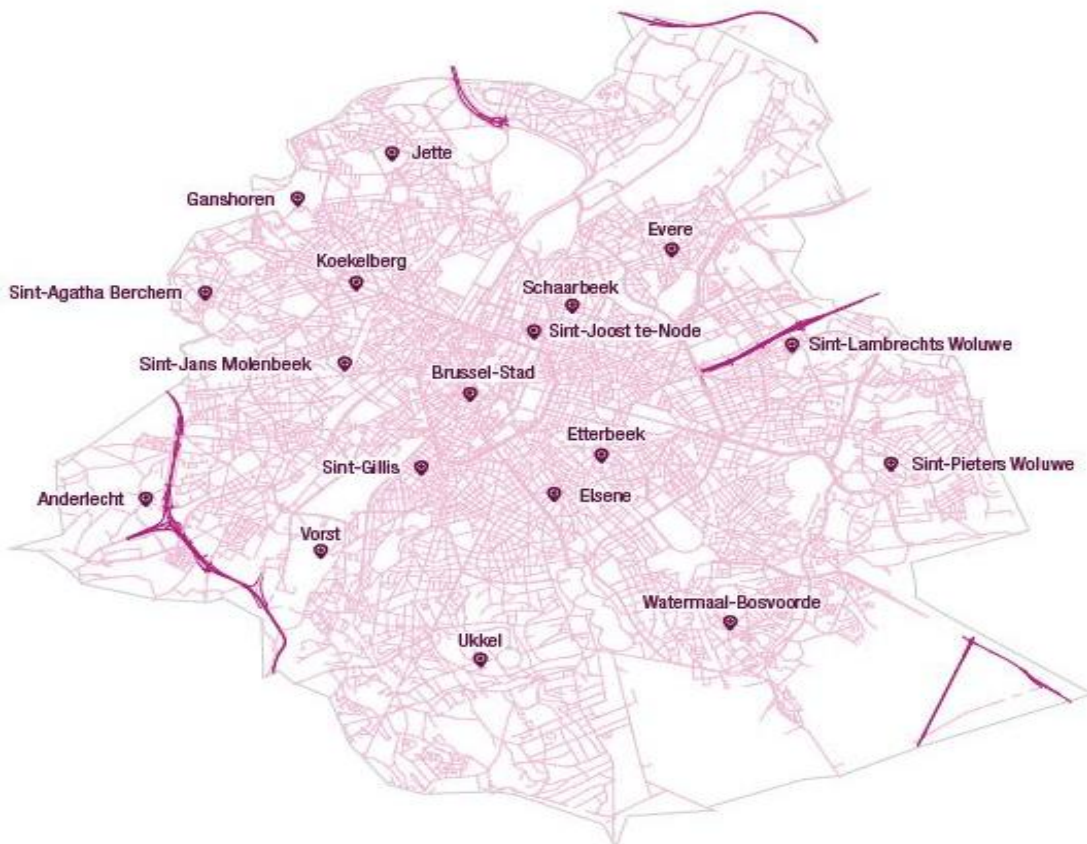 Jette
Ganshoren
Evere
Koekelberg
Schaarbeek
Sint-Agatha Berchem
Sint-Joost te-Node
Sint-Lambrechts Woluwe
Sint-Jans Molenbeek
Brussel-Stad
Etterbeek
Sint-Gillis
Sint-Pieters Woluwe
Anderlecht
Elsene
Vorst
Watermaal-Bosvoorde
Ukkel